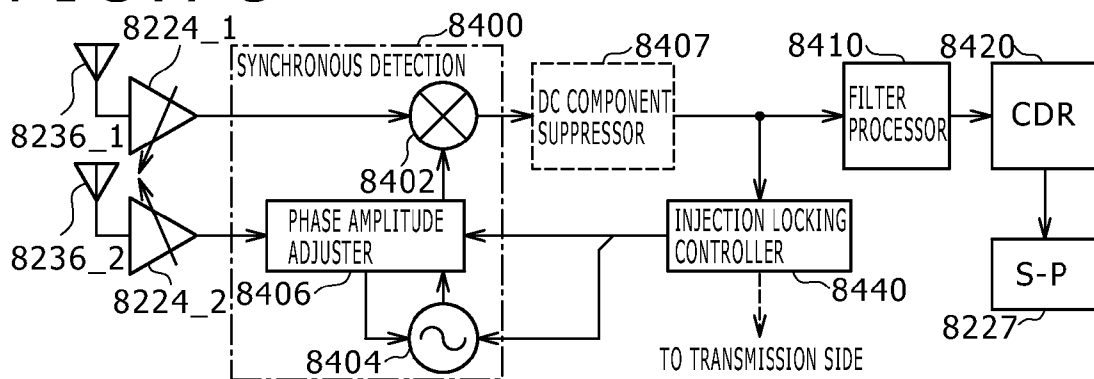 8224_1
8400
8407
8410
8420
SYNCHRONOUS DETECTION
8236_1
8402
DC COMPONENT
SUPPRESSOR
FILTER
PROCESSOR
CDR
8236_2
8224_2
PHASE AMPLITUDE
ADJUSTER
8406
8404
INJECTION LOCKING
CONTROLLER
8440
S-P
8227
TO TRANSMISSION SIDE